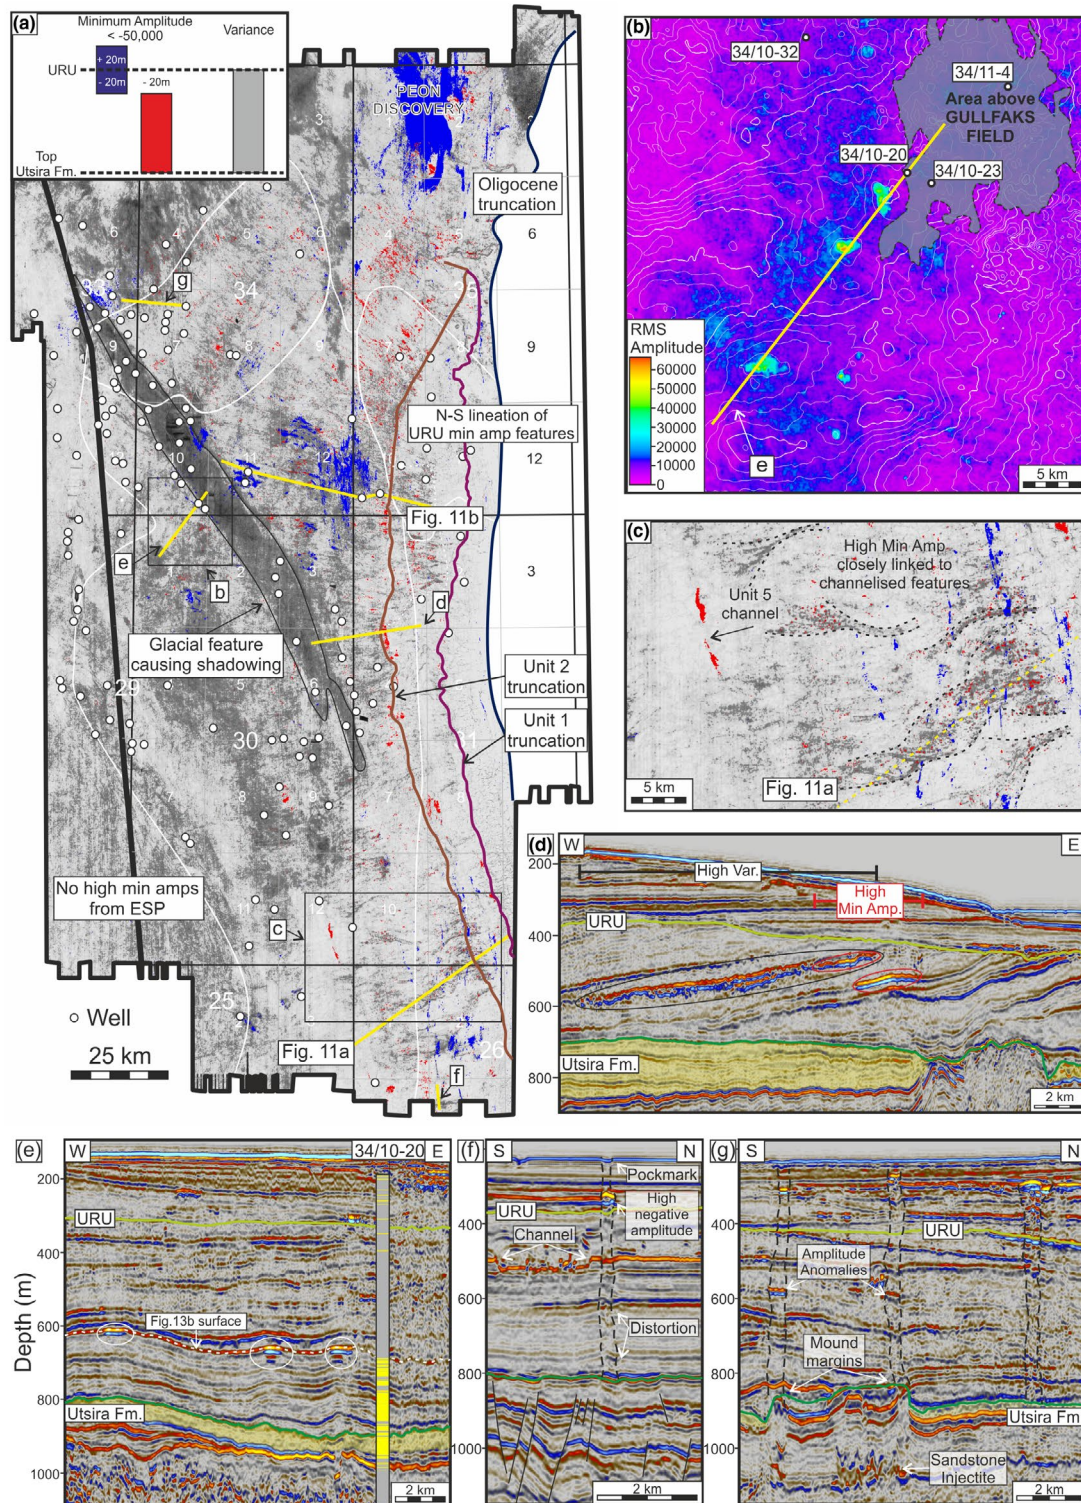 (a)
Minimum Amplitude
< -50,000
Variance
+ 20m
URU
- 20m
- 20m
Top
Utsira Fm.
PEON
DISCOVERY
Oligocene
truncation
g
34
N-S lineation of
URU min amp features
Fig. 11b
e
b
d
Glacial feature
causing shadowing
Unit 2
truncation
Unit 1
truncation
29
30
31
No high min amps
from ESP
c
25
26
Well
25 km
Fig. 11a
f
(b)
34/10-32
34/11-4
Area above
GULLFAKS
FIELD
34/10-20
34/10-23
RMS
Amplitude
60000
50000
40000
30000
20000
10000
0
e
5 km
(c)
High Min Amp
closely linked to
channelised features
Unit 5
channel
Fig. 11a
5 km
(d)
W
E
200
High Var.
High
Min Amp.
URU
400
600
Utsira Fm.
800
2 km
(e)
W
34/10-20
E
200
URU
400
Fig.13b surface
600
Depth (m)
800
Utsira Fm.
1000
2 km
(f)
S
N
Pockmark
200
High
negative
amplitude
URU
400
Channel
600
Distortion
800
1000
2 km
(g)
S
N
200
URU
400
Amplitude
Anomalies
600
Mound
margins
800
Utsira Fm.
1000
Sandstone
Injectite
2 km